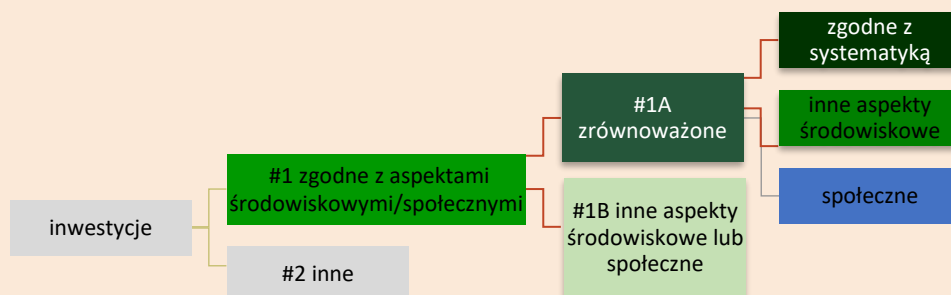 inwestycje
#1 zgodne z aspektami
środowiskowymi/społecznymi
#2 inne
#1A
zrównoważone
#1B inne aspekty
środowiskowe lub
społeczne
zgodne z
systematyką
inne aspekty
środowiskowe
społeczne